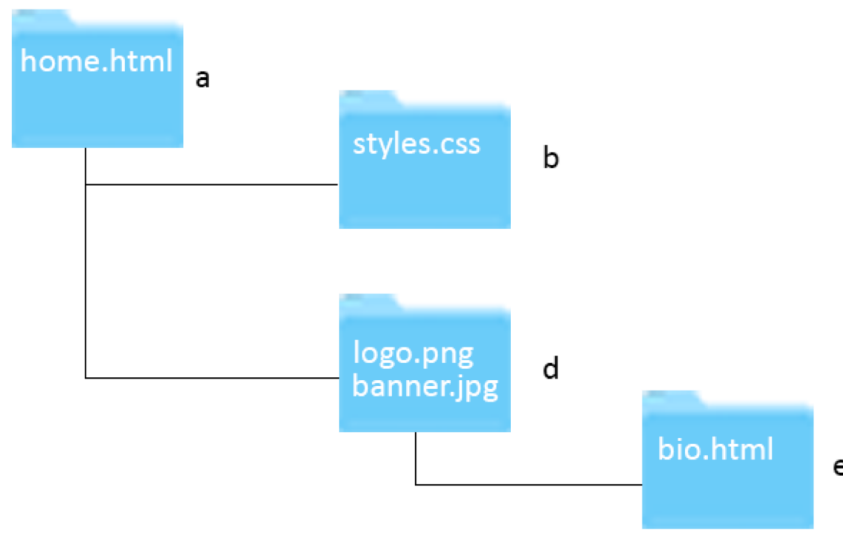 home.html
a
styles.css
b
logo.png
banner.jpg
d
bio.html
e